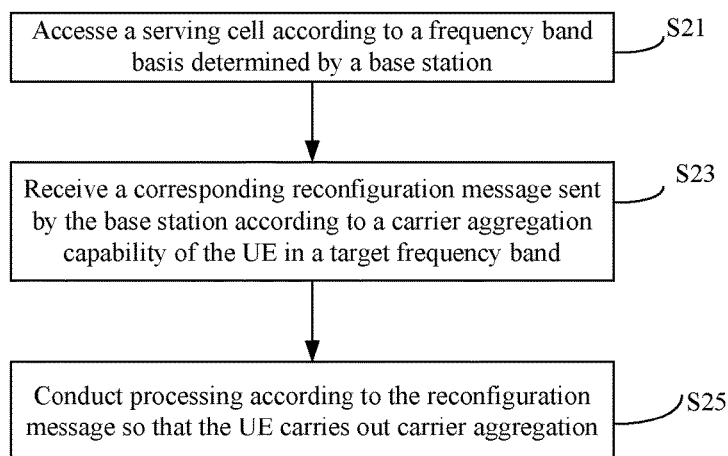 Accesse a serving cell according to a frequency band
basis determined by a base station
S21
Receive a corresponding reconfiguration message sent
by the base station according to a carrier aggregation
capability of the UE in a target frequency band
S23
Conduct processing according to the reconfiguration
message so that the UE carries out carrier aggregation
S25